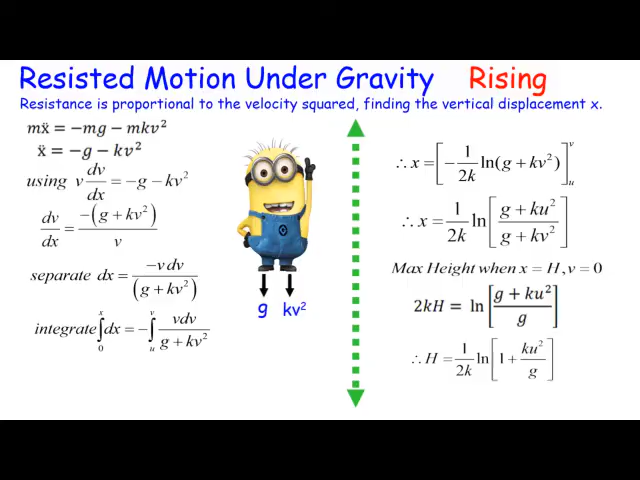 Resisted Motion Under Gravity Rising
Resistance is proportional to the velocity squared, finding the vertical displacement x.
mẍ = −mg − mkv²
ẍ = −g − kv²
using v dv/dx = −g − kv²
dv/dx = −(g + kv²)/v
separate dx = −v dv/(g + kv²)
integrate ∫₀ˣ dx = −∫ᵤᵛ vdv/(g + kv²)
g kv²
∴ x = [−1/2k ln(g + kv²)]ᵤᵛ
∴ x = 1/2k ln[(g + ku²)/(g + kv²)]
Max Height when x = H, v = 0
2kH = ln[(g + ku²)/g]
∴ H = 1/2k ln[1 + ku²/g]